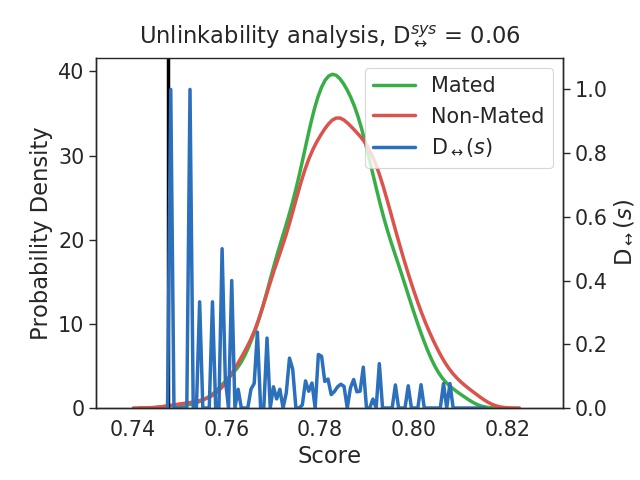 Unlinkability analysis, D↔^sys = 0.06
Mated
Non-Mated
D↔(s)
Probability Density
40
30
20
10
0
1.0
0.8
0.6
0.4
0.2
0.0
D↔(s)
0.74 0.76 0.78 0.80 0.82
Score